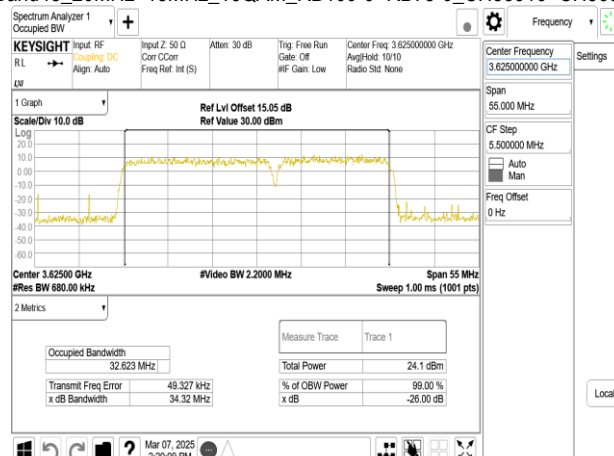 Spectrum Analyzer 1
Occupied BW
KEYSIGHT
RL
Input: RF
Coupling: DC
Align: Auto
Input Z: 50 Ω
Corr CCorr
Freq Ref: Int (S)
Atten: 30 dB
Trig: Free Run
Gate: Off
#IF Gain: Low
Center Freq: 3.625000000 GHz
Avg|Hold: 10/10
Radio Std: None
1 Graph
Scale/Div 10.0 dB
Ref Lvl Offset 15.05 dB
Ref Value 30.00 dBm
Log
20.0
10.0
0.00
-10.0
-20.0
-30.0
-40.0
-50.0
-60.0
Center 3.62500 GHz
#Video BW 2.2000 MHz
Span 55 MHz
#Res BW 680.00 kHz
Sweep 1.00 ms (1001 pts)
2 Metrics
Measure Trace
Trace 1
Occupied Bandwidth
32.623 MHz
Total Power
24.1 dBm
Transmit Freq Error
49.327 kHz
% of OBW Power
99.00 %
x dB Bandwidth
34.32 MHz
x dB
-26.00 dB
Mar 07, 2025
Frequency
Settings
Center Frequency
3.625000000 GHz
Span
55.000 MHz
CF Step
5.500000 MHz
Auto
Man
Freq Offset
0 Hz
Local
?